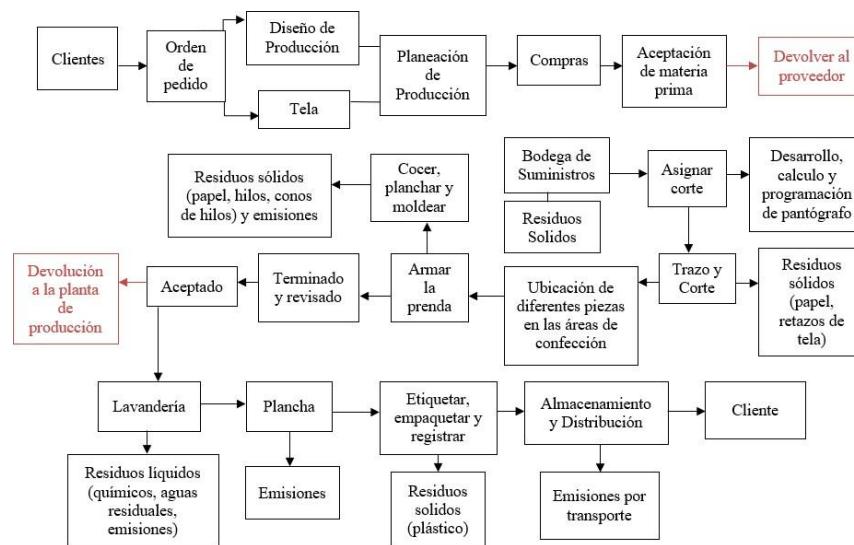 Clientes
Orden
de
pedido
Diseño de
Producción
Tela
Planeación
de
Producción
Compras
Aceptación
de materia
prima
Devolver al
proveedor
Residuos sólidos
(papel, hilos, conos
de hilos) y emisiones
Cocer,
planchar y
moldear
Bodega de
Suministros
Residuos
Solidos
Asignar
corte
Desarrollo,
calculo y
programación
de pantógrafo
Devolución
a la planta
de
producción
Aceptado
Terminado
y revisado
Armar
la
prenda
Ubicación de
diferentes piezas
en las áreas de
confección
Trazo y
Corte
Residuos
sólidos
(papel,
retazos de
tela)
Lavandería
Plancha
Etiquetar,
empaquetar y
registrar
Almacenamiento
y Distribución
Cliente
Residuos líquidos
(químicos, aguas
residuales,
emisiones)
Emisiones
Residuos
solidos
(plástico)
Emisiones por
transporte